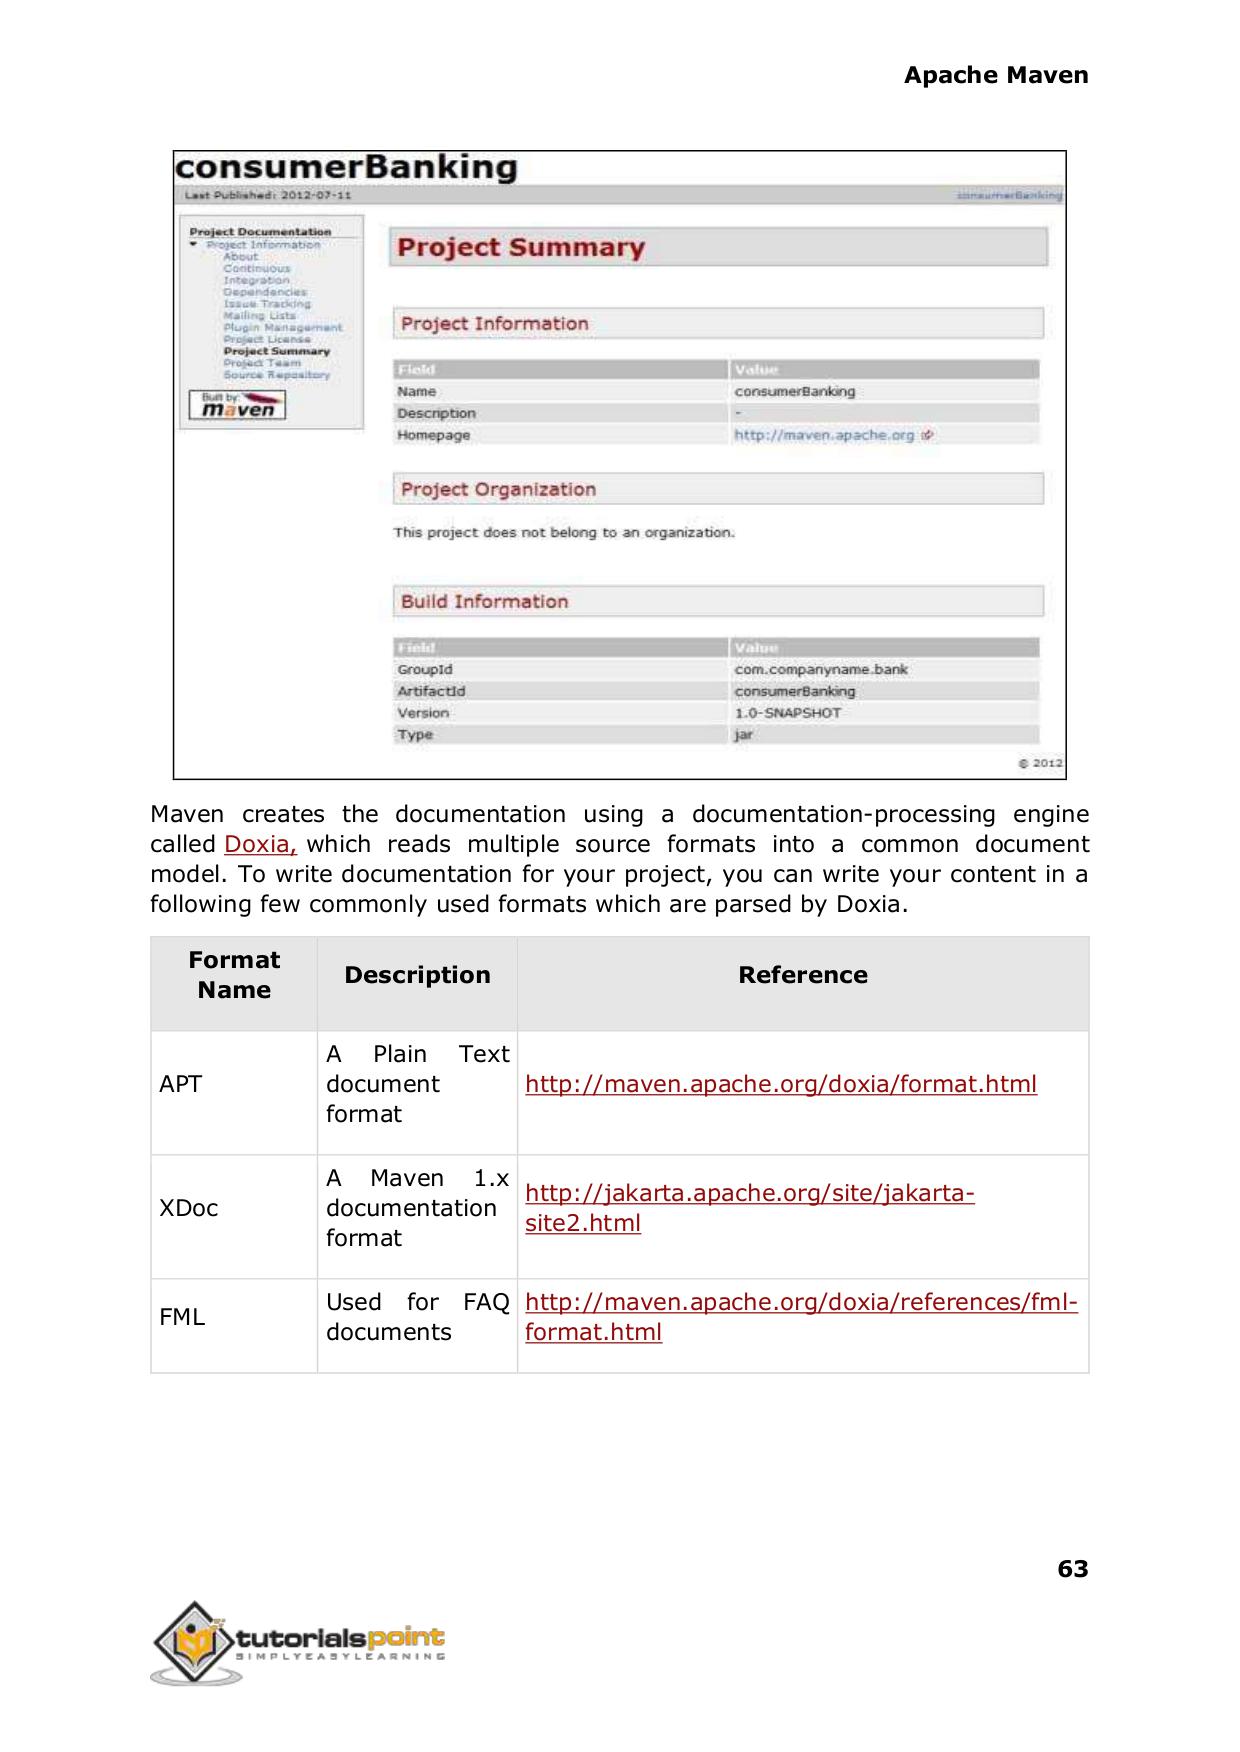 Apache Maven
consumerBanking
Last Published: 2012-07-11
consumerBanking
Project Documentation
Project Information
About
Continuous
Integration
Dependencies
Issue Tracking
Mailing Lists
Plugin Management
Project License
Project Summary
Project Team
Source Repository
Built by:
maven
Project Summary
Project Information
Field Value
Name consumerBanking
Description -
Homepage http://maven.apache.org
Project Organization
This project does not belong to an organization.
Build Information
Field Value
GroupId com.companyname.bank
ArtifactId consumerBanking
Version 1.0-SNAPSHOT
Type jar
© 2012
Maven creates the documentation using a documentation-processing engine
called Doxia, which reads multiple source formats into a common document
model. To write documentation for your project, you can write your content in a
following few commonly used formats which are parsed by Doxia.
Format
Name
Description
Reference
APT
A Plain Text
document
format
http://maven.apache.org/doxia/format.html
XDoc
A Maven 1.x
documentation
format
http://jakarta.apache.org/site/jakarta-
site2.html
FML
Used for FAQ
documents
http://maven.apache.org/doxia/references/fml-
format.html
63
tutorialspoint
SIMPLYEASYLEARNING